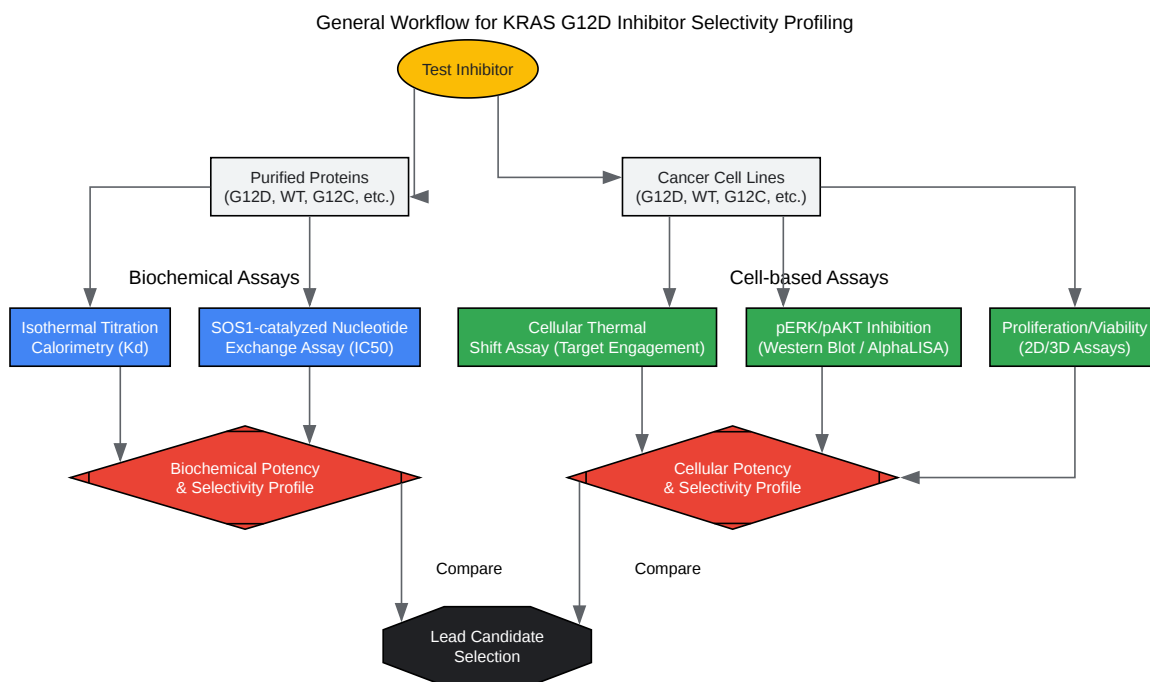 General Workflow for KRAS G12D Inhibitor Selectivity Profiling
Test Inhibitor
Purified Proteins
(G12D, WT, G12C, etc.)
Cancer Cell Lines
(G12D, WT, G12C, etc.)
Biochemical Assays
Cell-based Assays
Isothermal Titration
Calorimetry (Kd)
SOS1-catalyzed Nucleotide
Exchange Assay (IC50)
Cellular Thermal
Shift Assay (Target Engagement)
pERK/pAKT Inhibition
(Western Blot / AlphaLISA)
Proliferation/Viability
(2D/3D Assays)
Biochemical Potency
& Selectivity Profile
Cellular Potency
& Selectivity Profile
Compare
Compare
Lead Candidate
Selection